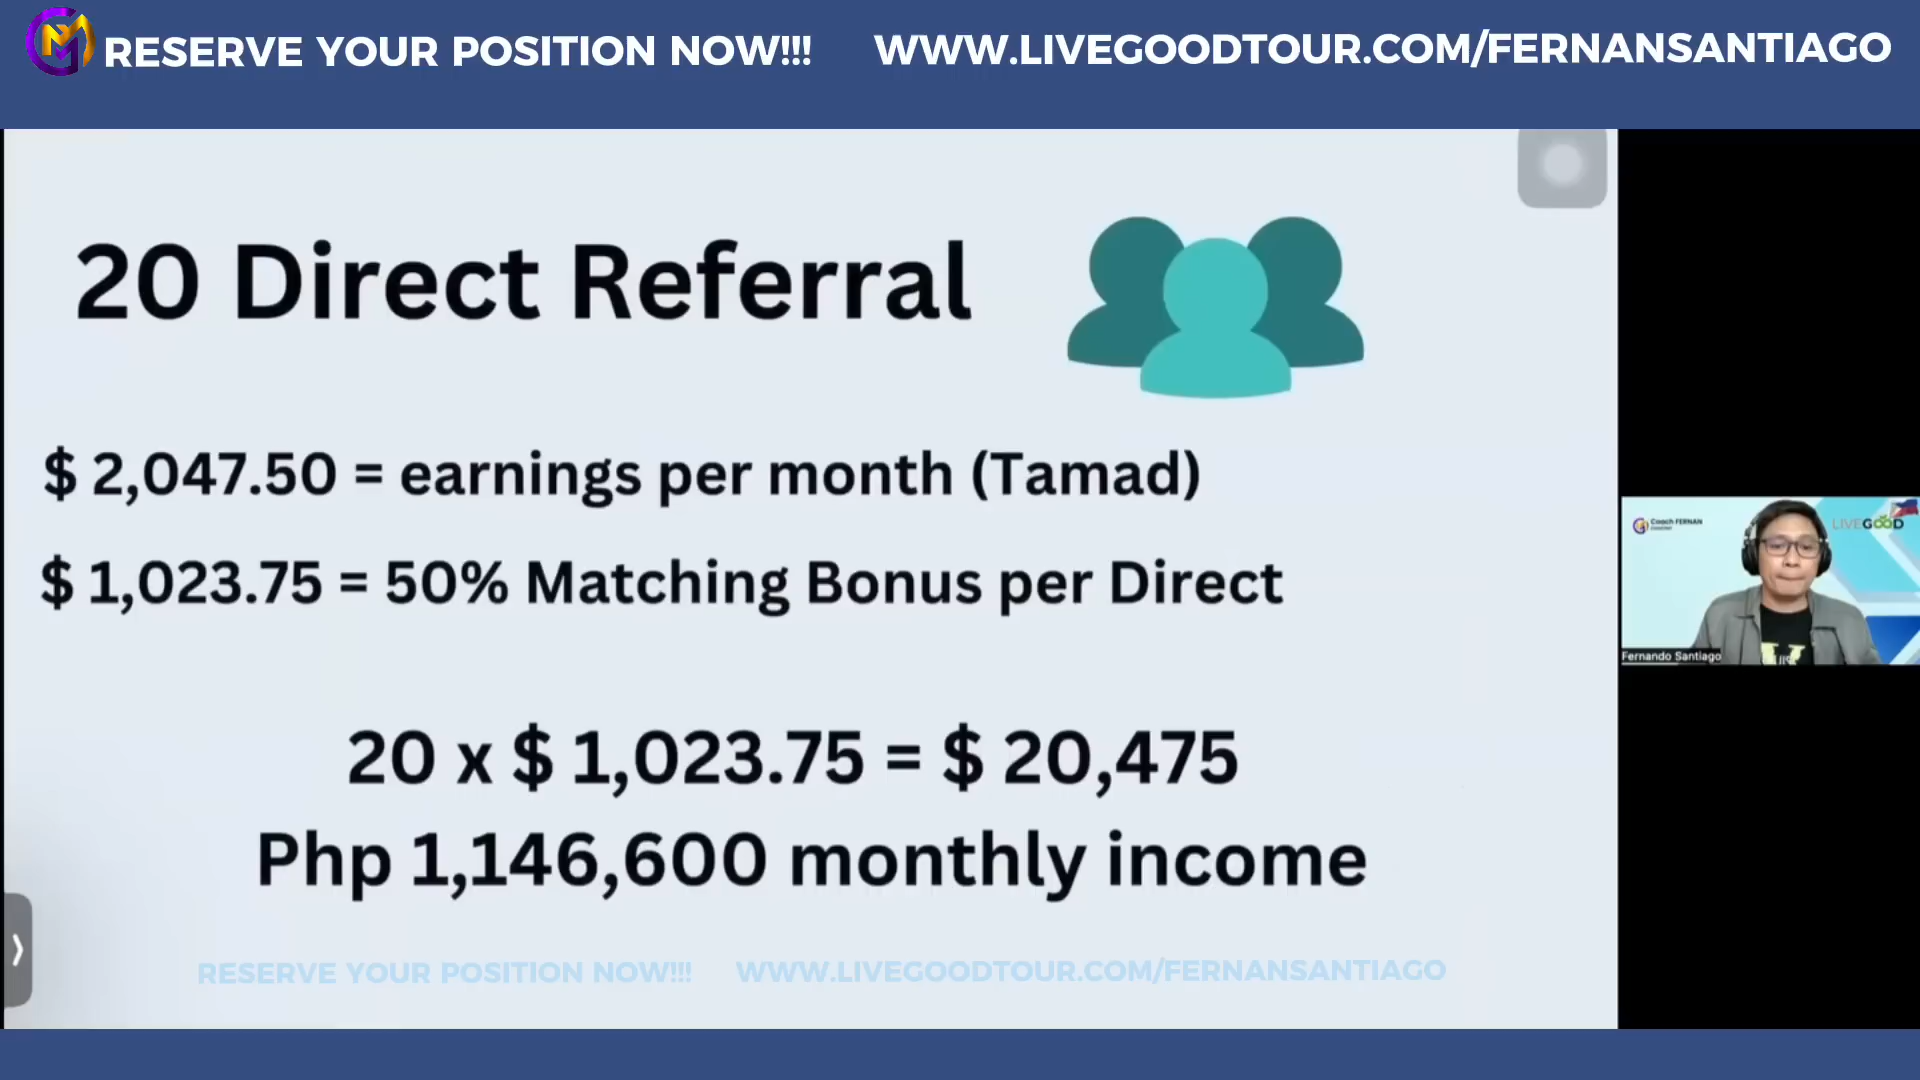 RESERVE YOUR POSITION NOW!!! WWW.LIVEGOODTOUR.COM/FERNANSANTIAGO
20 Direct Referral
$ 2,047.50 = earnings per month (Tamad)
$ 1,023.75 = 50% Matching Bonus per Direct
20 x $ 1,023.75 = $ 20,475
Php 1,146,600 monthly income
RESERVE YOUR POSITION NOW!!! WWW.LIVEGOODTOUR.COM/FERNANSANTIAGO
Coach FERNAN
LIVEGOOD
Fernando Santiago